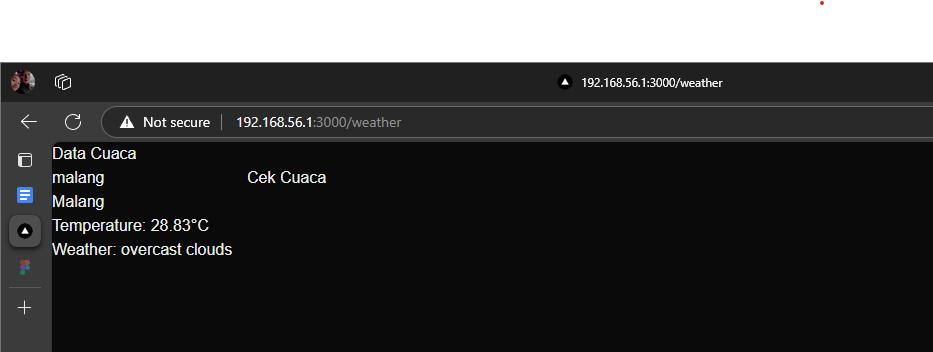 192.168.56.1:3000/weather
Not secure 192.168.56.1:3000/weather
Data Cuaca
malang Cek Cuaca
Malang
Temperature: 28.83°C
Weather: overcast clouds